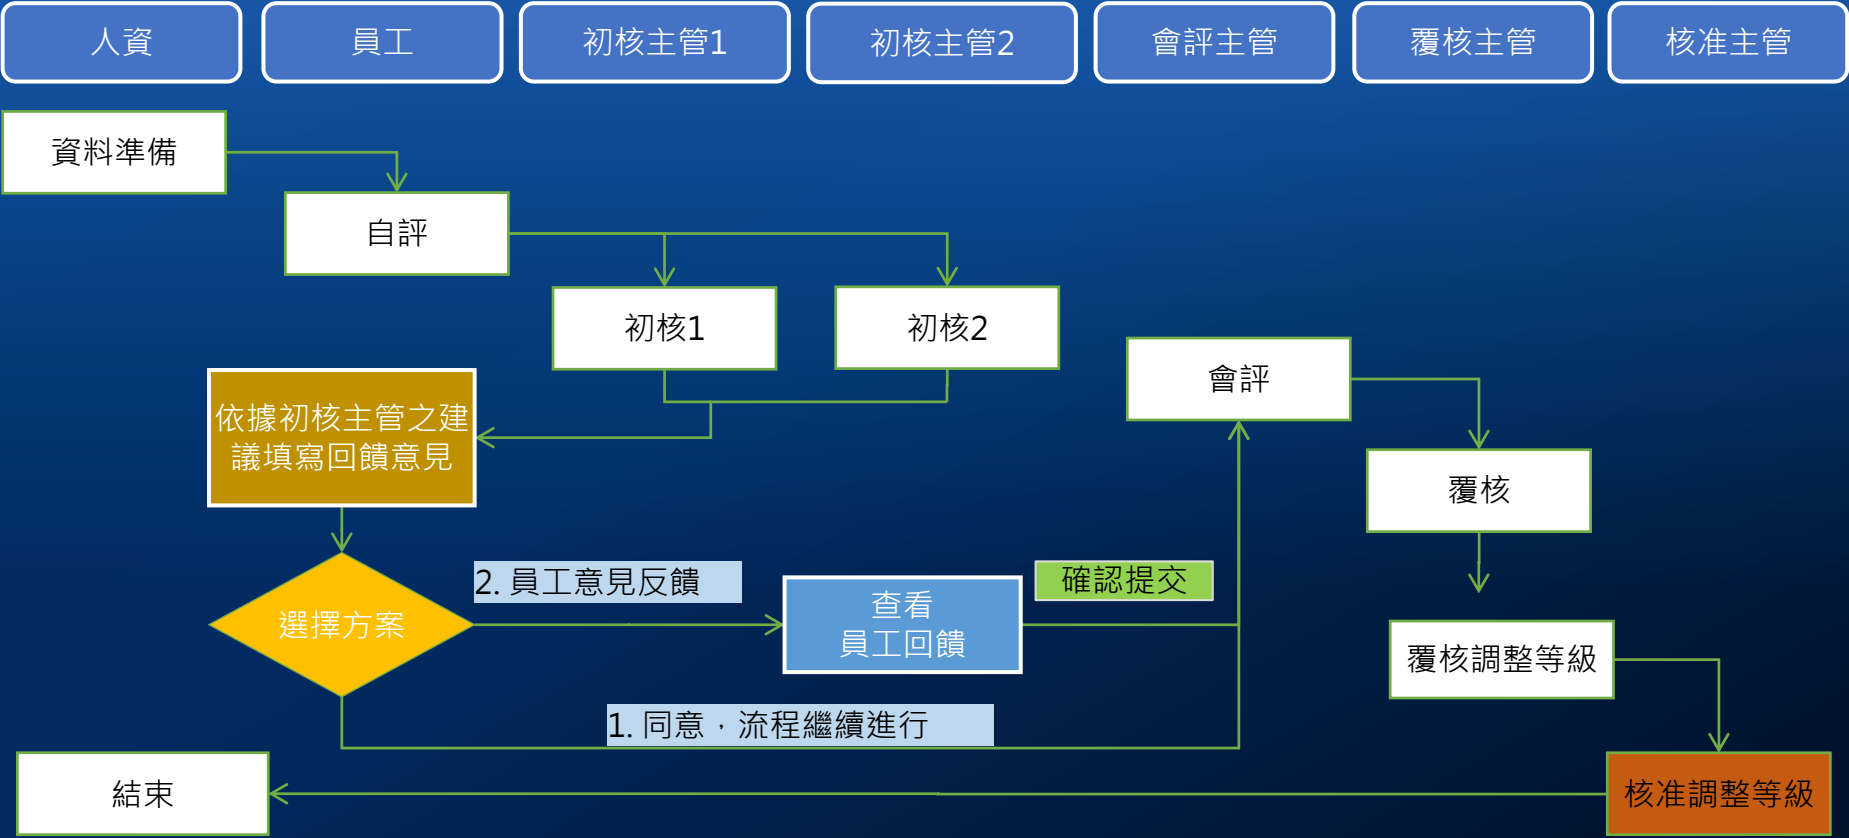 人資
員工
初核主管1
初核主管2
會評主管
覆核主管
核准主管
資料準備
自評
初核1
初核2
會評
依據初核主管之建
議填寫回饋意見
覆核
2. 員工意見反饋
確認提交
選擇方案
查看
員工回饋
覆核調整等級
1. 同意，流程繼續進行
結束
核准調整等級